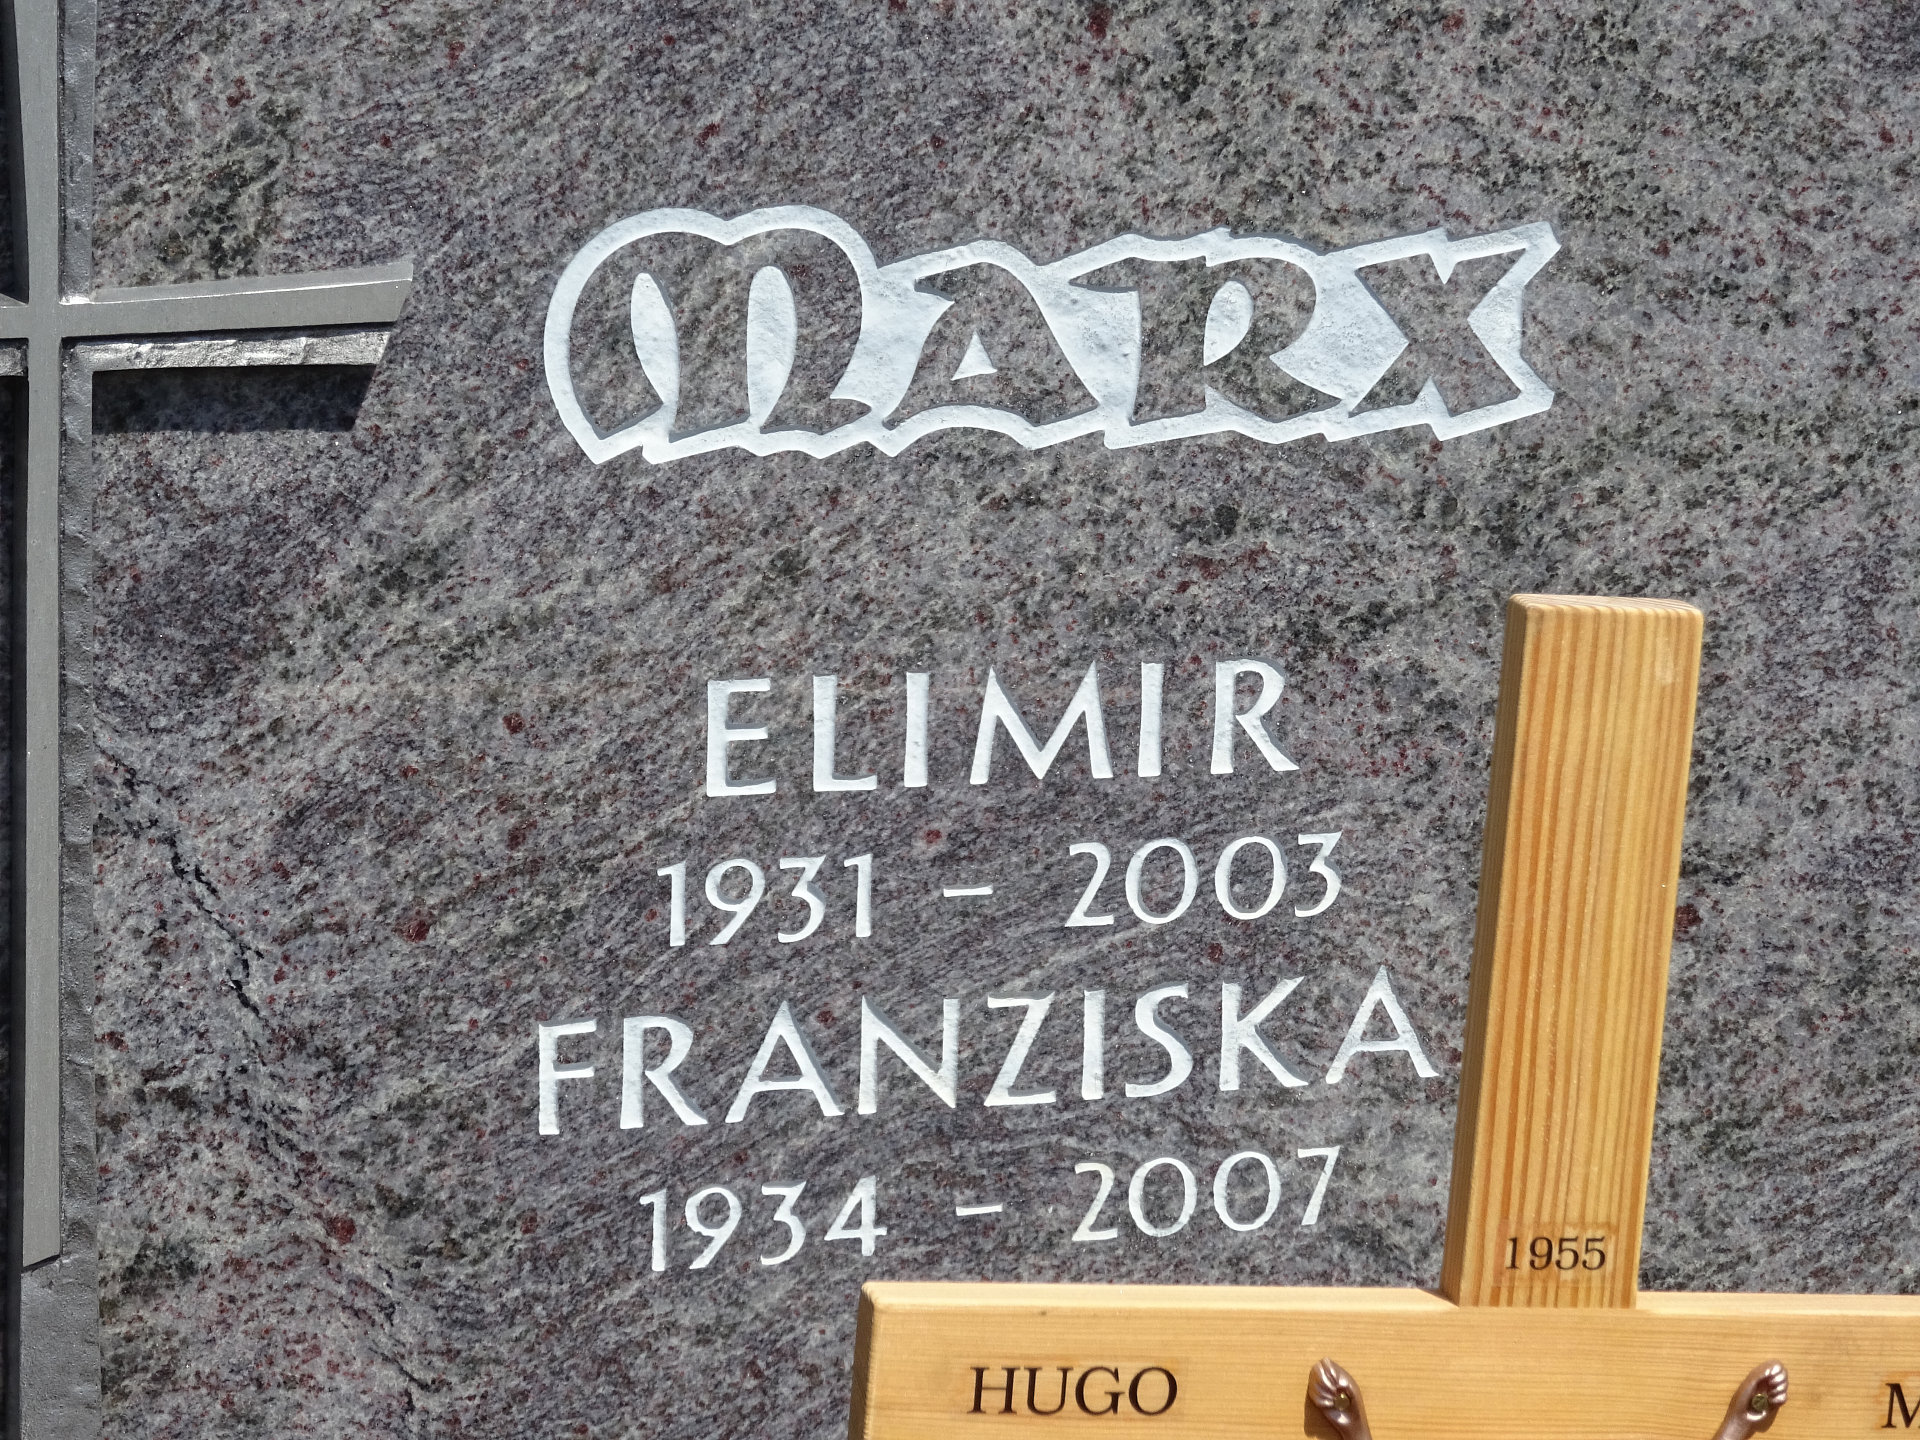 MARX
ELIMIR
1931 – 2003
FRANZISKA
1934 – 2007
1955
HUGO